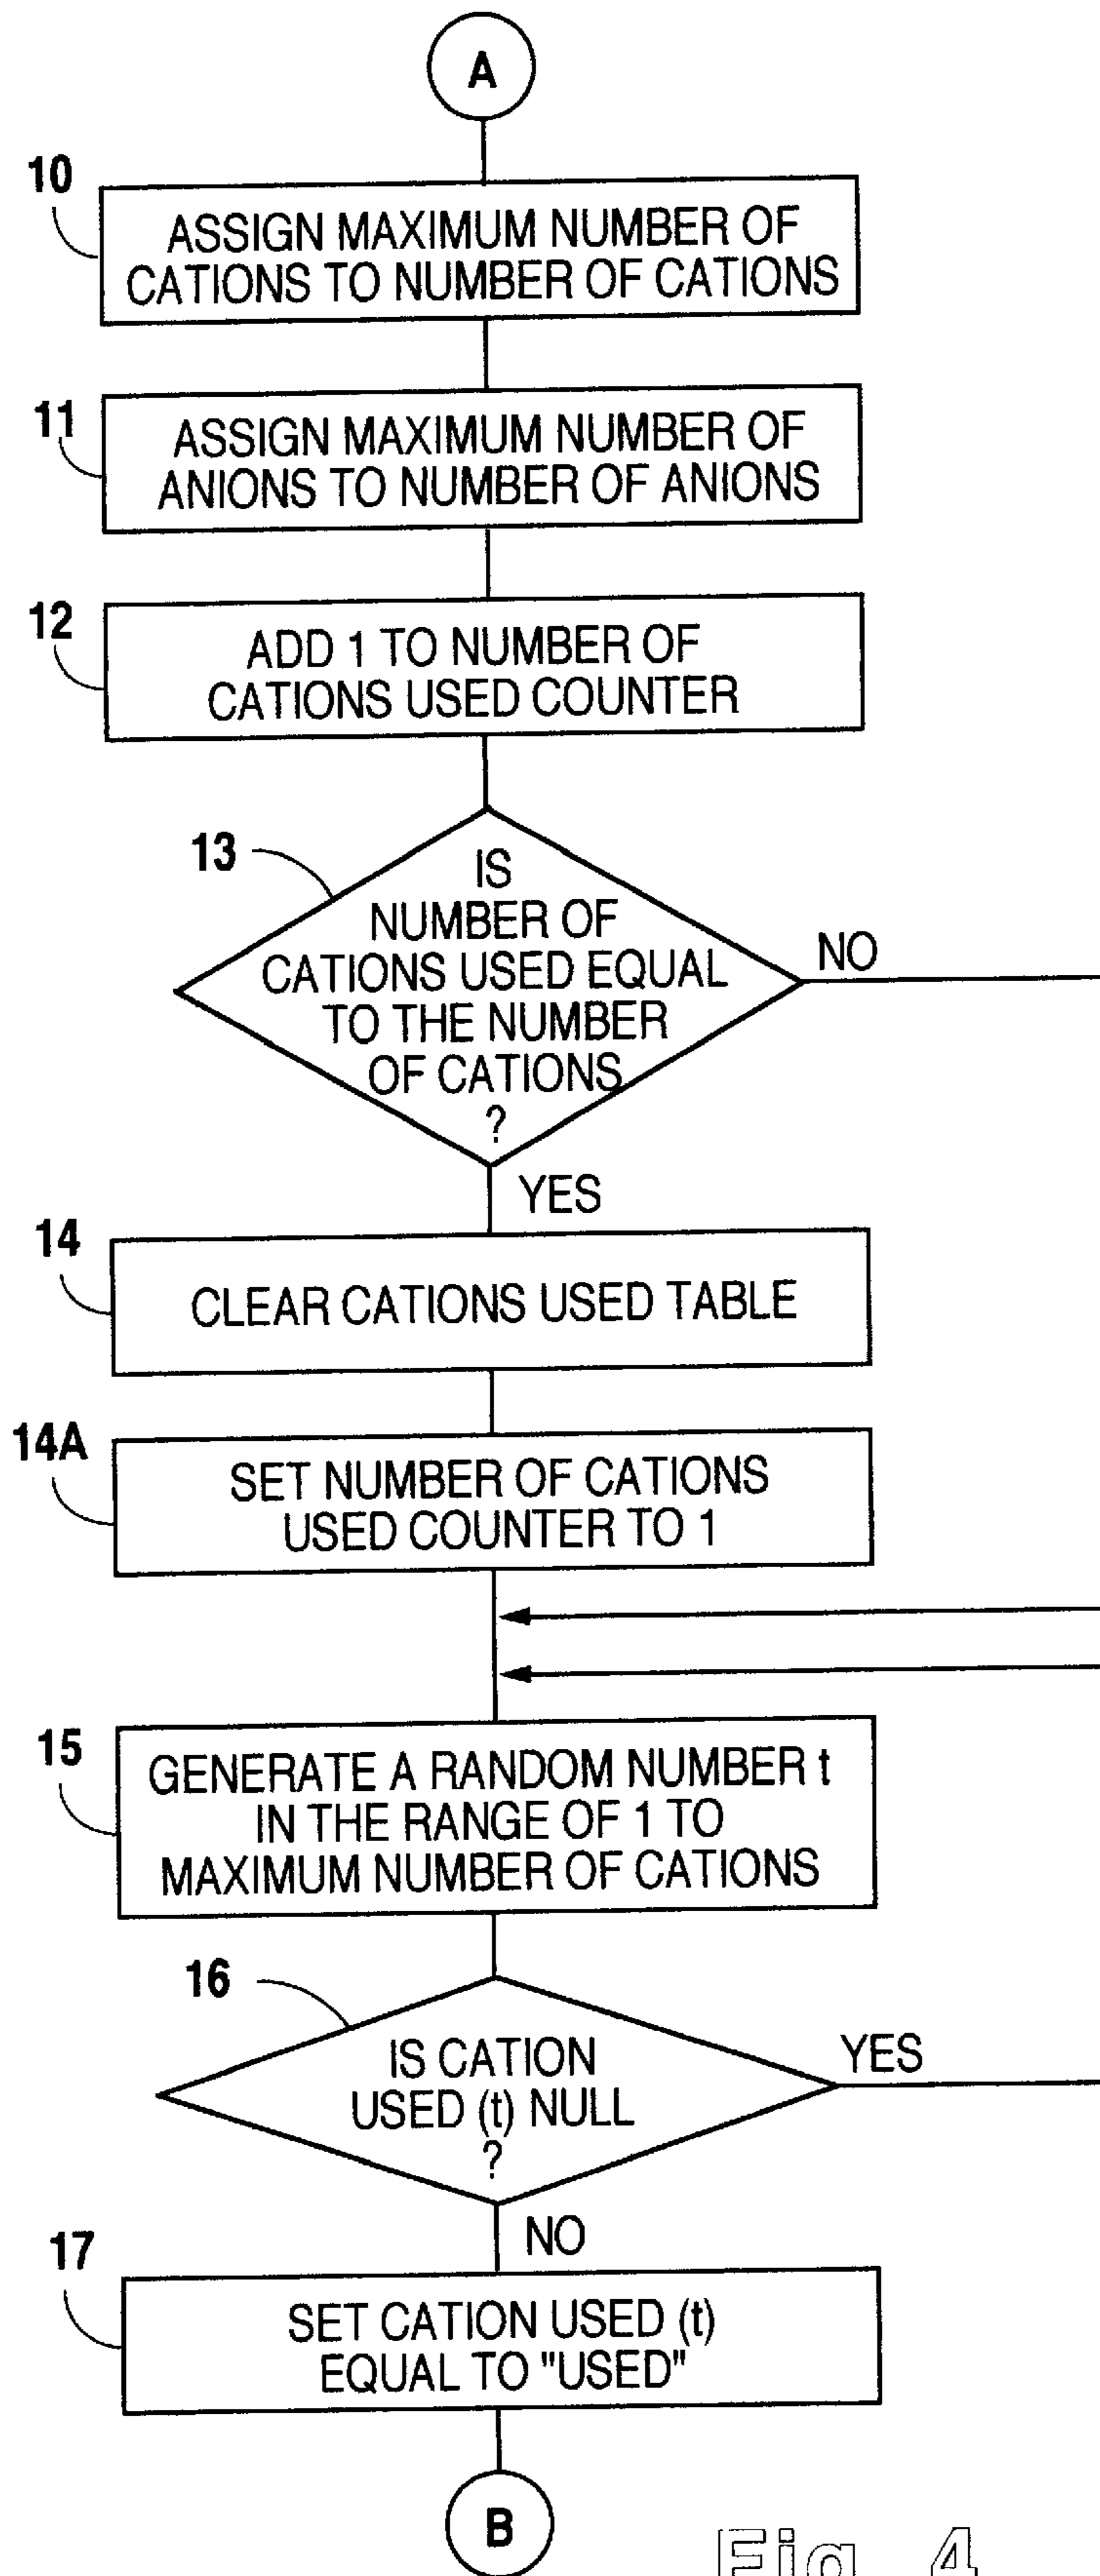 A
10
ASSIGN MAXIMUM NUMBER OF
CATIONS TO NUMBER OF CATIONS
11
ASSIGN MAXIMUM NUMBER OF
ANIONS TO NUMBER OF ANIONS
12
ADD 1 TO NUMBER OF
CATIONS USED COUNTER
13
IS
NUMBER OF
CATIONS USED EQUAL
TO THE NUMBER
OF CATIONS
?
NO
YES
14
CLEAR CATIONS USED TABLE
14A
SET NUMBER OF CATIONS
USED COUNTER TO 1
15
GENERATE A RANDOM NUMBER t
IN THE RANGE OF 1 TO
MAXIMUM NUMBER OF CATIONS
16
IS CATION
USED (t) NULL
?
YES
NO
17
SET CATION USED (t)
EQUAL TO "USED"
B
Fig. 4